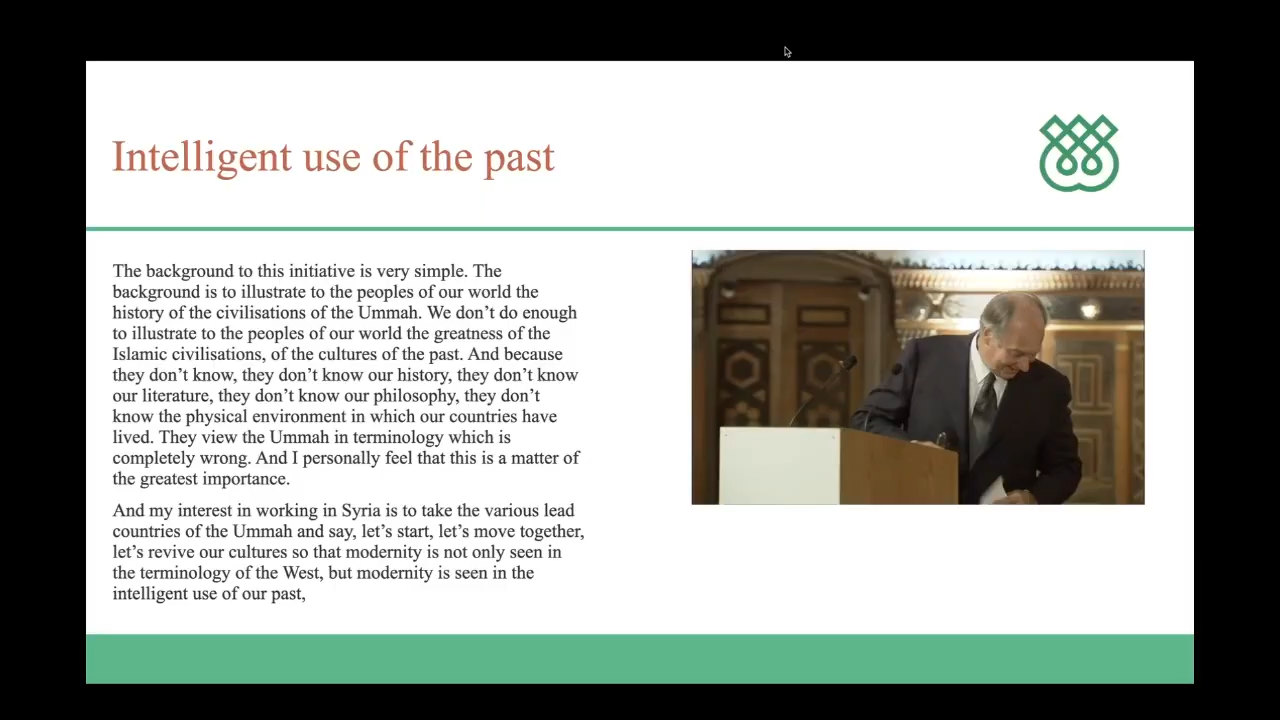 Intelligent use of the past
The background to this initiative is very simple. The
background is to illustrate to the peoples of our world the
history of the civilisations of the Ummah. We don’t do enough
to illustrate to the peoples of our world the greatness of the
Islamic civilisations, of the cultures of the past. And because
they don’t know, they don’t know our history, they don’t know
our literature, they don’t know our philosophy, they don’t
know the physical environment in which our countries have
lived. They view the Ummah in terminology which is
completely wrong. And I personally feel that this is a matter of
the greatest importance.
And my interest in working in Syria is to take the various lead
countries of the Ummah and say, let’s start, let’s move together,
let’s revive our cultures so that modernity is not only seen in
the terminology of the West, but modernity is seen in the
intelligent use of our past,